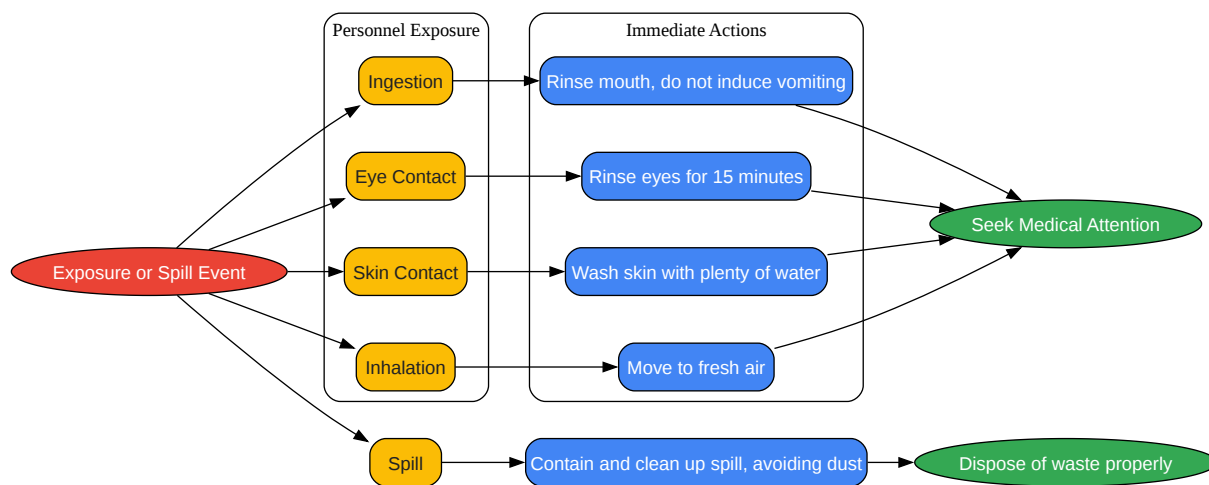 Personnel Exposure
Immediate Actions
Ingestion
Rinse mouth, do not induce vomiting
Eye Contact
Rinse eyes for 15 minutes
Seek Medical Attention
Exposure or Spill Event
Skin Contact
Wash skin with plenty of water
Inhalation
Move to fresh air
Spill
Contain and clean up spill, avoiding dust
Dispose of waste properly